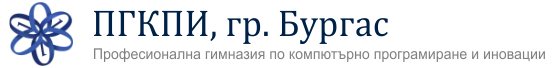 ПГКПИ, гр. Бургас
Професионална гимназия по компютърно програмиране и иновации